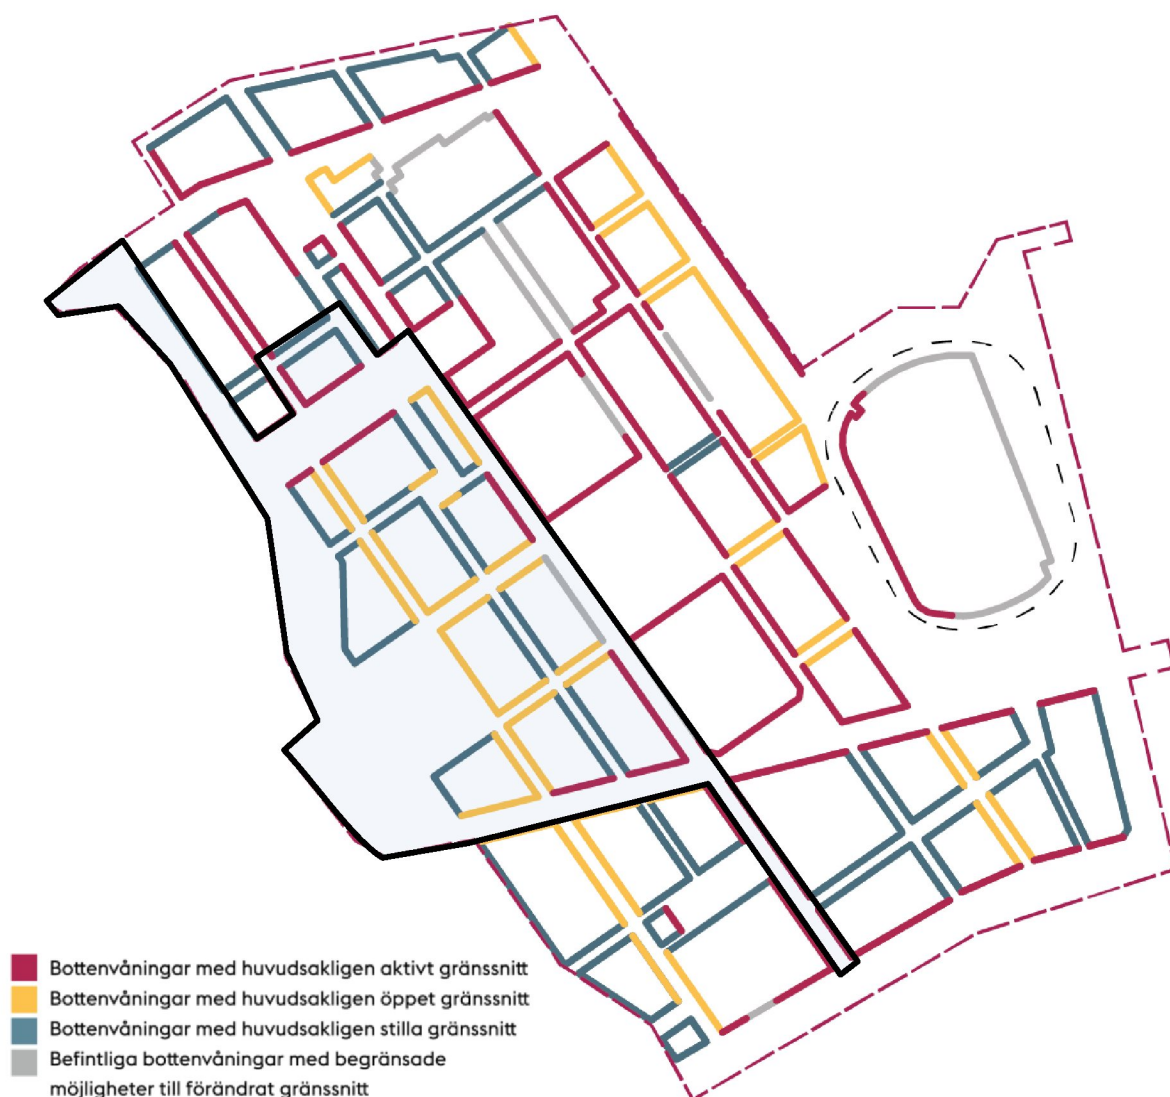 Bottenvåningar med huvudsakligen aktivt gränssnitt
Bottenvåningar med huvudsakligen öppet gränssnitt
Bottenvåningar med huvudsakligen stilla gränssnitt
Befintliga bottenvåningar med begränsade
möjligheter till förändrat gränssnitt